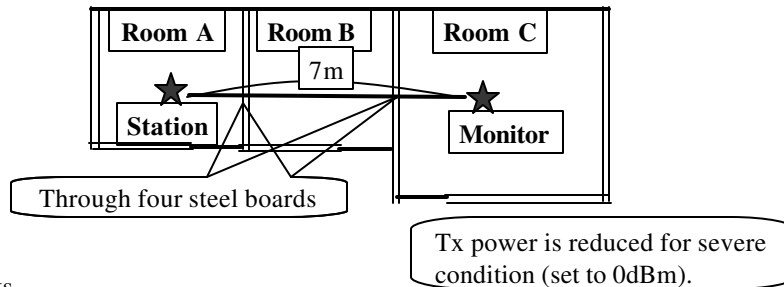 Room A
Room B
Room C
7m
Station
Monitor
Through four steel boards
Tx power is reduced for severe
condition (set to 0dBm).